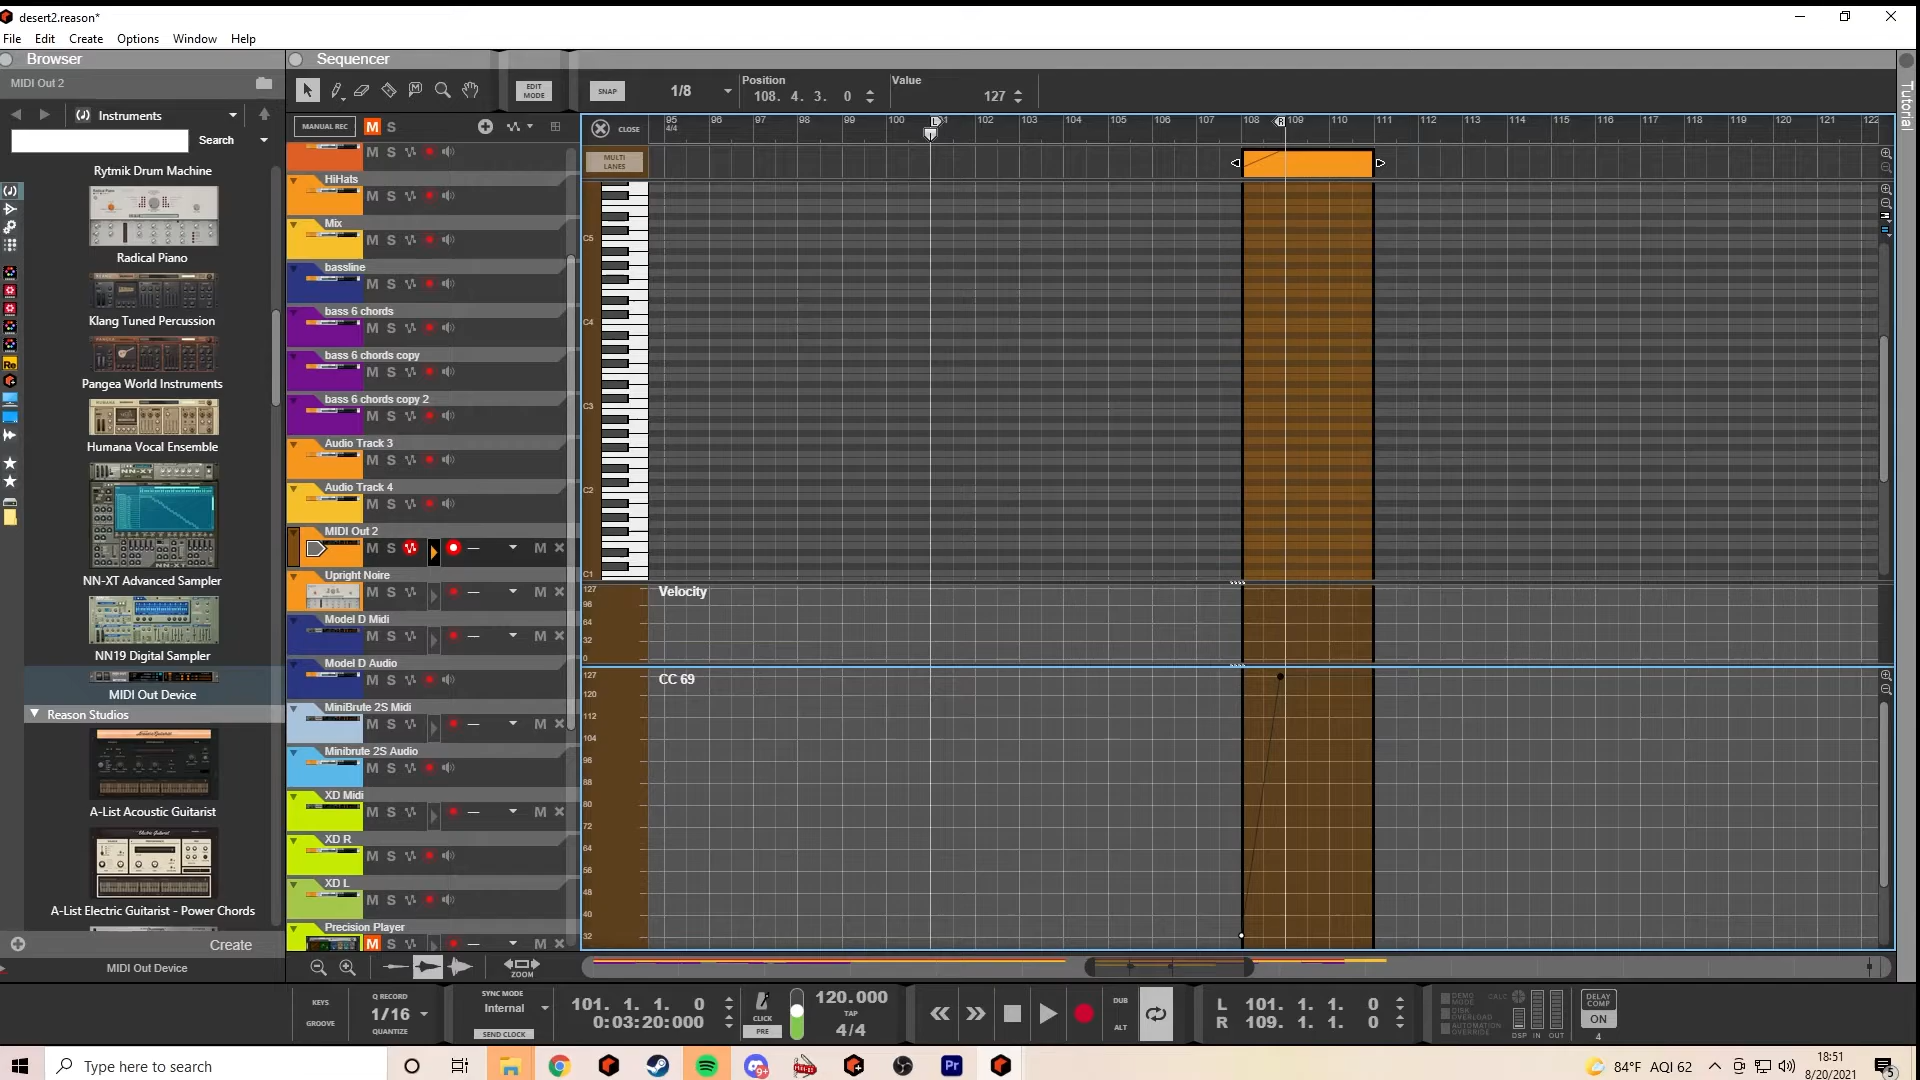 desert2.reason*
File Edit Create Options Window Help
Browser
Sequencer
Tutorial
MIDI Out 2
EDIT MODE
SNAP
1/8
Position
108. 4. 3. 0
Value
127
Instruments
Search
MANUAL REC
M S
CLOSE
95 96 97 98 99 100 101 102 103 104 105 106 107 108 109 110 111 112 113 114 115 116 117 118 119 120 121 122
4/4
L
R
MULTI LANES
Rytmik Drum Machine
Radical Piano
Klang Tuned Percussion
Pangea World Instruments
Humana Vocal Ensemble
NN-XT Advanced Sampler
NN19 Digital Sampler
MIDI Out Device
Reason Studios
A-List Acoustic Guitarist
A-List Electric Guitarist - Power Chords
Create
MIDI Out Device
M S
HiHats
M S
Mix
M S
bassline
M S
bass 6 chords
M S
bass 6 chords copy
M S
bass 6 chords copy 2
M S
Audio Track 3
M S
Audio Track 4
M S
MIDI Out 2
M S M
Upright Noire
M S M
Model D Midi
M S M
Model D Audio
M S
MiniBrute 2S Midi
M S M
Minibrute 2S Audio
M S
XD Midi
M S M
XD R
M S
XD L
M S
Precision Player
M S M
C5
C4
C3
C2
C1
Velocity
127
96
64
32
0
CC 69
127
120
112
104
96
88
80
72
64
56
48
40
32
ZOOM
KEYS
GROOVE
Q RECORD
1/16
QUANTIZE
SYNC MODE
Internal
SEND CLOCK
101. 1. 1. 0
0:03:20:000
CLICK
PRE
120.000
TAP
4/4
DUB
ALT
L 101. 1. 1. 0
R 109. 1. 1. 0
DEMO MODE
CALC
DISK OVERLOAD
AUTOMATION OVERRIDE
DSP IN OUT
DELAY COMP
ON
4
Type here to search
9+
Pr
84°F AQI 62
18:51
8/20/2021
5
Re